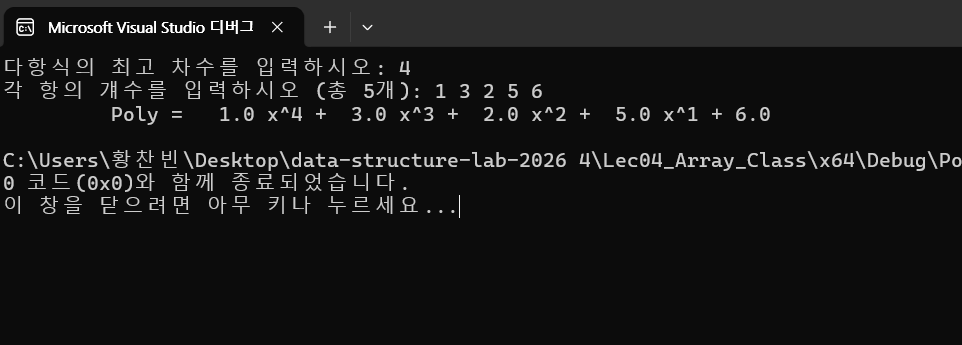 Microsoft Visual Studio 디버그
다항식의 최고 차수를 입력하시오: 4
각 항의 걔수를 입력하시오 (총 5개): 1 3 2 5 6
Poly = 1.0 x^4 + 3.0 x^3 + 2.0 x^2 + 5.0 x^1 + 6.0
C:\Users\황찬빈\Desktop\data-structure-lab-2026 4\Lec04_Array_Class\x64\Debug\Po
0 코드(0x0)와 함께 종료되었습니다.
이 창을 닫으려면 아무 키나 누르세요...